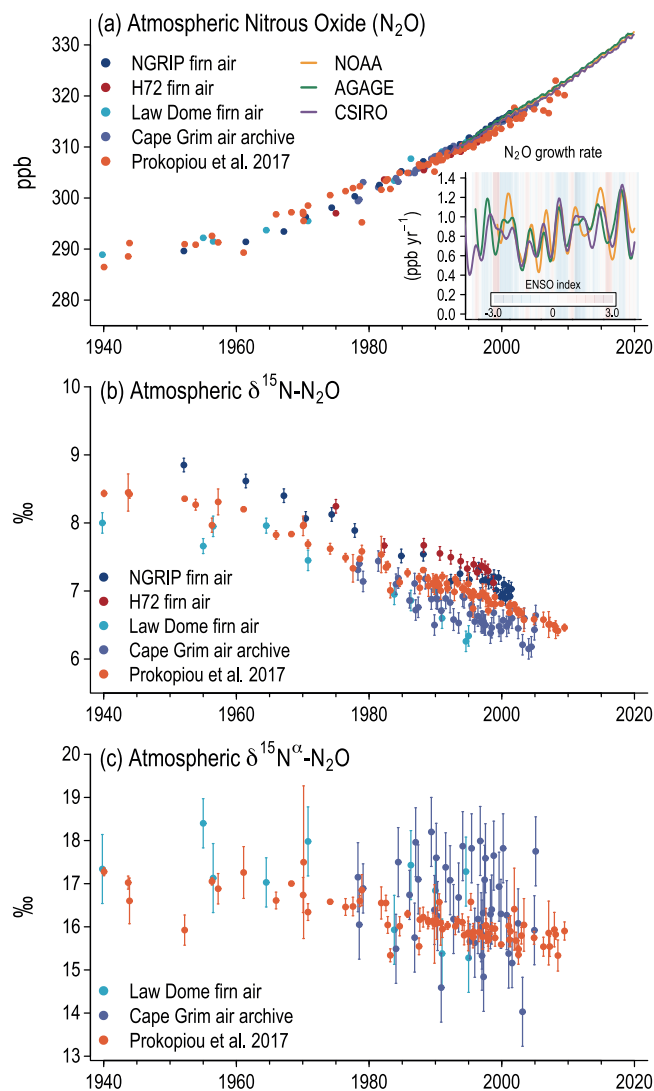 (a) Atmospheric Nitrous Oxide (N₂O)
330
320
310
300
290
280
ppb
NGRIP firn air
H72 firn air
Law Dome firn air
Cape Grim air archive
Prokopiou et al. 2017
NOAA
AGAGE
CSIRO
N₂O growth rate
1.4
1.2
1.0
0.8
0.6
0.4
0.2
0.0
(ppb yr⁻¹)
ENSO index
-3.0 0 3.0
1940 1960 1980 2000 2020
(b) Atmospheric δ¹⁵N-N₂O
10
9
8
7
6
‰
NGRIP firn air
H72 firn air
Law Dome firn air
Cape Grim air archive
Prokopiou et al. 2017
1940 1960 1980 2000 2020
(c) Atmospheric δ¹⁵Nᵅ-N₂O
20
19
18
17
16
15
14
13
‰
Law Dome firn air
Cape Grim air archive
Prokopiou et al. 2017
1940 1960 1980 2000 2020